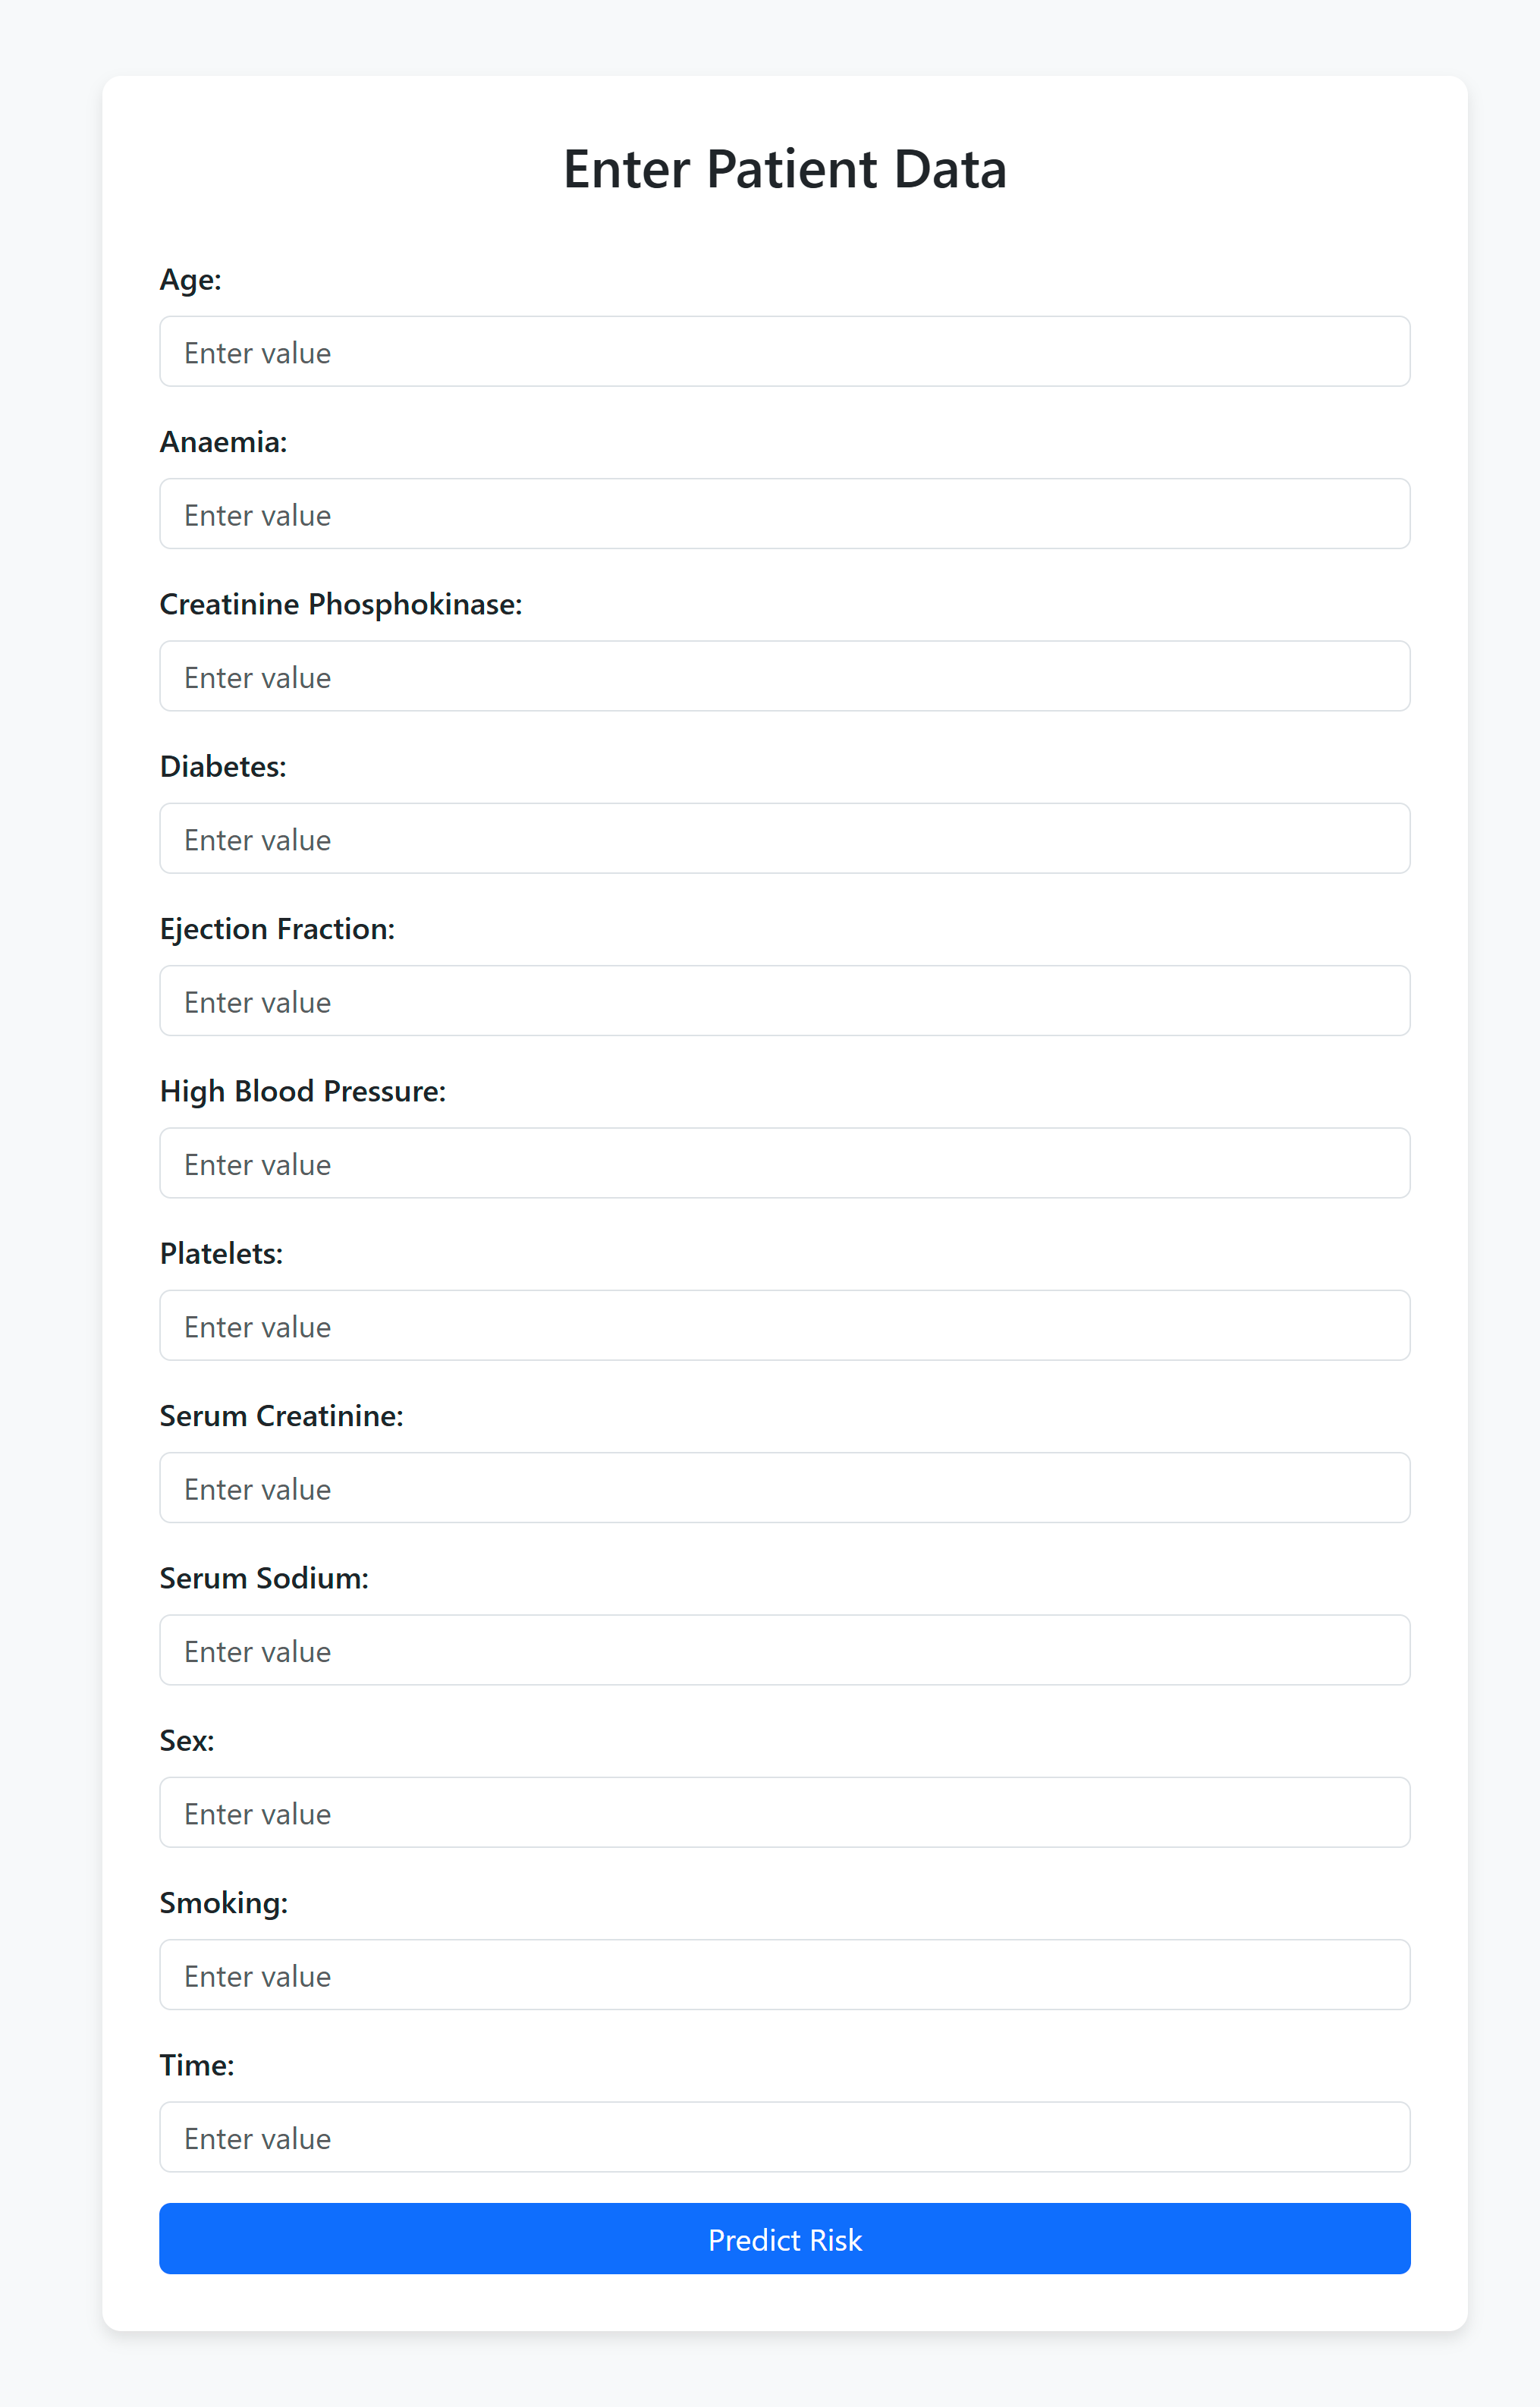 Enter Patient Data
Age:
Enter value
Anaemia:
Enter value
Creatinine Phosphokinase:
Enter value
Diabetes:
Enter value
Ejection Fraction:
Enter value
High Blood Pressure:
Enter value
Platelets:
Enter value
Serum Creatinine:
Enter value
Serum Sodium:
Enter value
Sex:
Enter value
Smoking:
Enter value
Time:
Enter value
Predict Risk